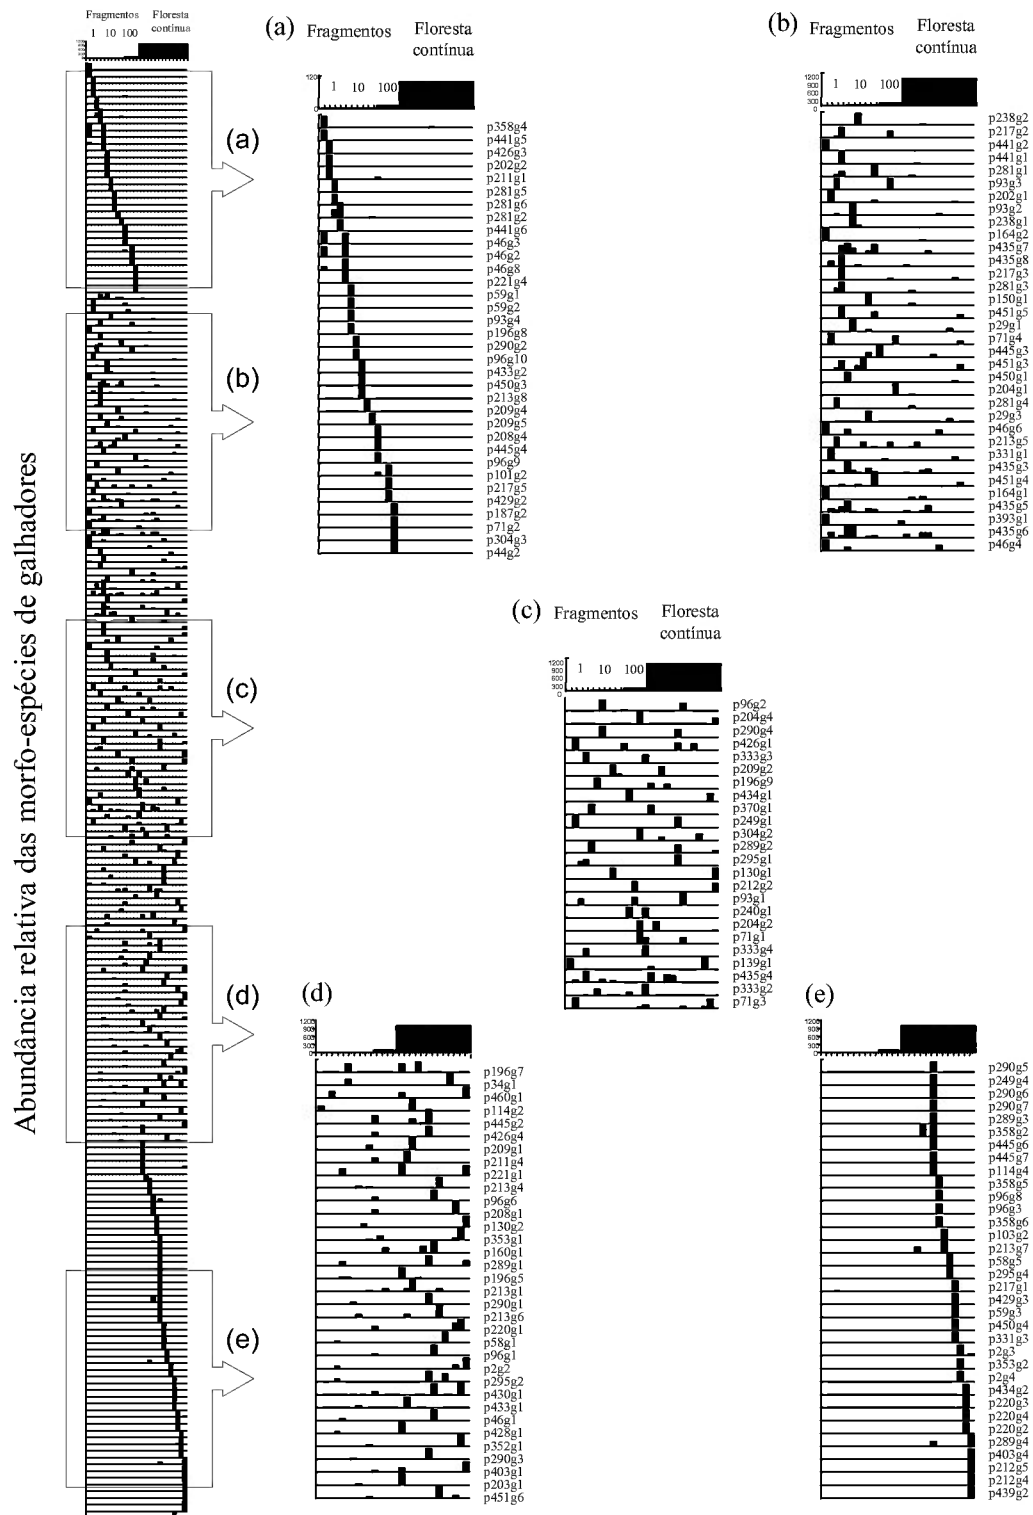 Abundância relativa das morfo-espécies de galhadores
Fragmentos
Floresta
contínua
1 10 100
(a)
(b)
(c)
(d)
(e)
(a) Fragmentos
Floresta
contínua
1200
0
1 10 100
p358g4
p441g5
p426g3
p202g2
p211g1
p281g5
p281g6
p281g2
p441g6
p46g3
p46g2
p46g8
p221g4
p59g1
p59g2
p93g4
p196g8
p290g2
p96g10
p433g2
p450g3
p213g8
p209g4
p209g5
p208g4
p445g4
p96g9
p101g2
p217g5
p429g2
p187g2
p71g2
p304g3
p44g2
(b) Fragmentos
Floresta
contínua
1200
900
600
300
0
1 10 100
p238g2
p217g2
p441g2
p441g1
p281g1
p93g3
p202g1
p93g2
p238g1
p164g2
p435g7
p435g8
p217g3
p281g3
p150g1
p451g5
p29g1
p71g4
p445g3
p451g3
p450g1
p204g1
p281g4
p29g3
p46g6
p213g5
p331g1
p435g3
p451g4
p164g1
p435g5
p393g1
p435g6
p46g4
(c) Fragmentos
Floresta
contínua
1200
900
600
300
0
1 10 100
p96g2
p204g4
p290g4
p426g1
p333g3
p209g2
p196g9
p434g1
p370g1
p249g1
p304g2
p289g2
p295g1
p130g1
p212g2
p93g1
p240g1
p204g2
p71g1
p333g4
p139g1
p435g4
p333g2
p71g3
(d)
1200
900
600
300
0
p196g7
p34g1
p460g1
p114g2
p445g2
p426g4
p209g1
p211g4
p221g1
p213g4
p96g6
p208g1
p130g2
p353g1
p160g1
p289g1
p196g5
p213g1
p290g1
p213g6
p220g1
p58g1
p96g1
p2g2
p295g2
p430g1
p433g1
p46g1
p428g1
p352g1
p290g3
p403g1
p203g1
p451g6
(e)
1200
900
600
300
0
p290g5
p249g4
p290g6
p290g7
p289g3
p358g2
p445g6
p445g7
p114g4
p358g5
p96g8
p96g3
p358g6
p103g2
p213g7
p58g5
p295g4
p217g1
p429g3
p59g3
p450g4
p331g3
p2g3
p353g2
p2g4
p434g2
p220g3
p220g4
p220g2
p289g4
p403g4
p212g5
p212g4
p439g2